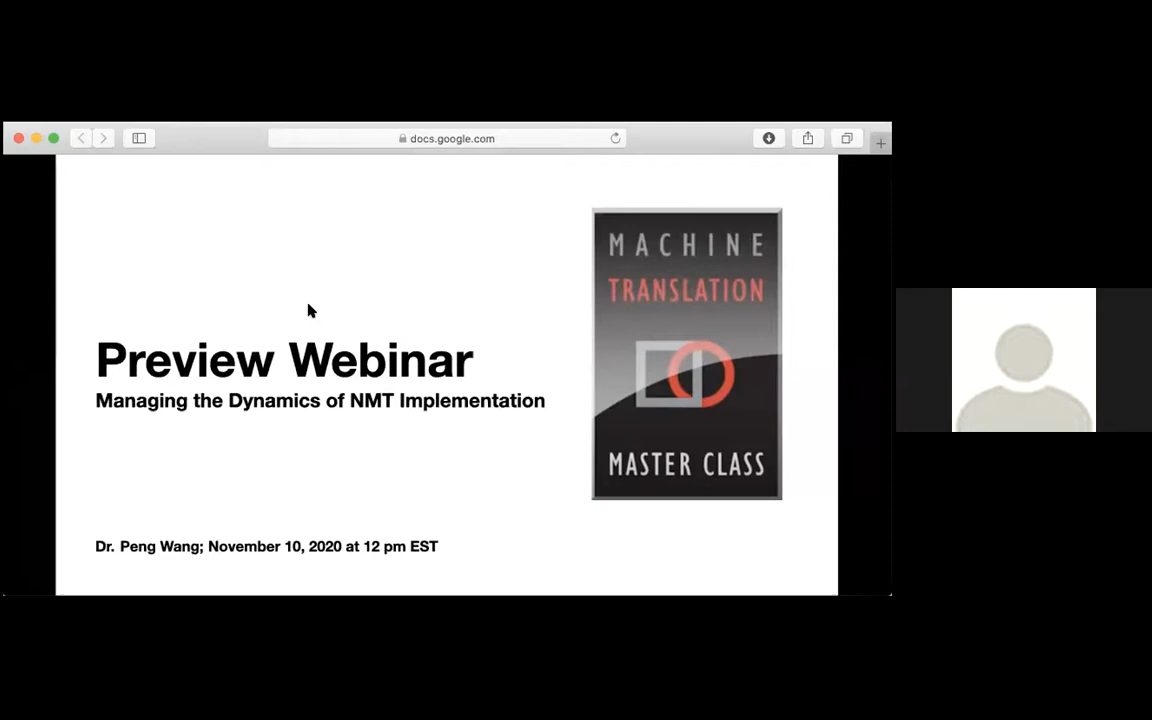 docs.google.com
MACHINE
TRANSLATION
Preview Webinar
Managing the Dynamics of NMT Implementation
MASTER CLASS
Dr. Peng Wang; November 10, 2020 at 12 pm EST